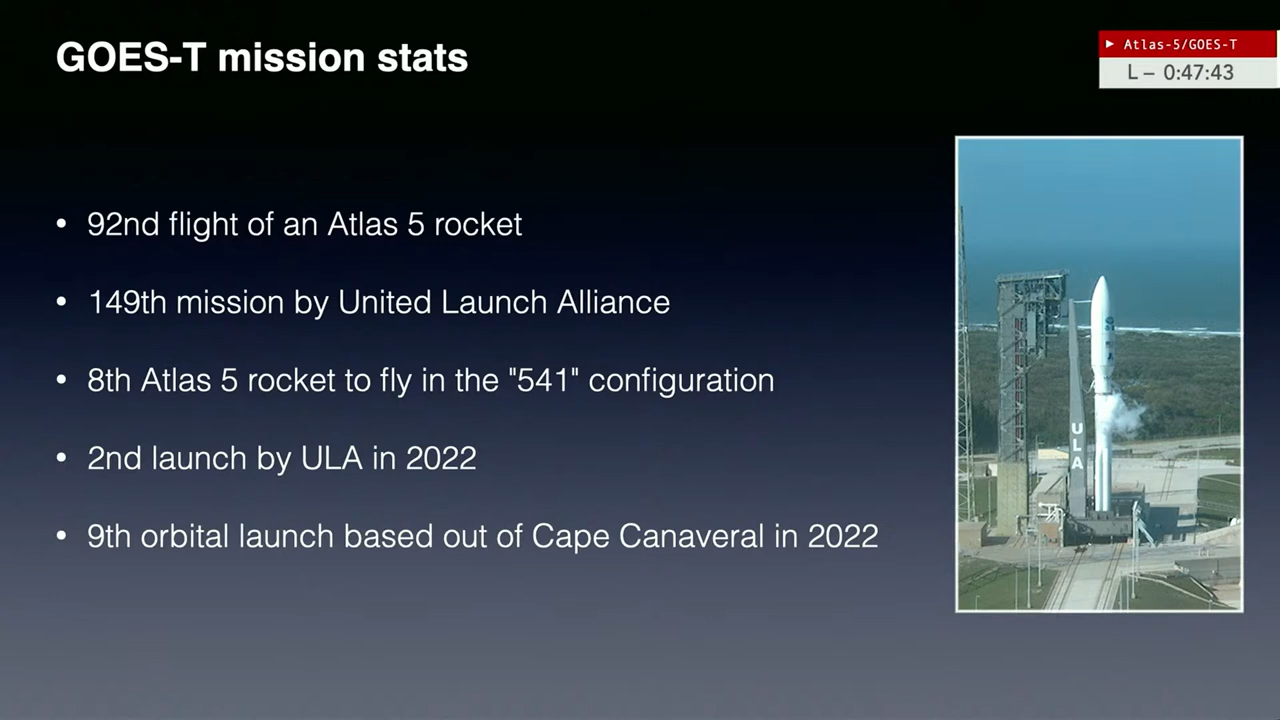 GOES-T mission stats
▶ Atlas-5/GOES-T
L – 0:47:43
• 92nd flight of an Atlas 5 rocket
• 149th mission by United Launch Alliance
• 8th Atlas 5 rocket to fly in the "541" configuration
• 2nd launch by ULA in 2022
• 9th orbital launch based out of Cape Canaveral in 2022
ULA